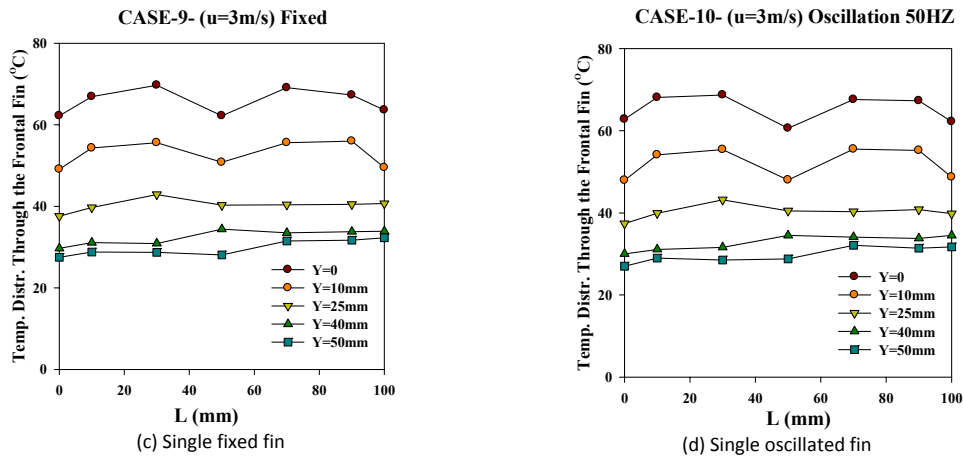 CASE-9- (u=3m/s) Fixed
Temp. Distr. Through the Frontal Fin (°C)
80
60
40
20
0
Y=0
Y=10mm
Y=25mm
Y=40mm
Y=50mm
0 20 40 60 80 100
L (mm)
(c) Single fixed fin
CASE-10- (u=3m/s) Oscillation 50HZ
Temp. Distr. Through the Frontal Fin (°C)
80
60
40
20
0
Y=0
Y=10mm
Y=25mm
Y=40mm
Y=50mm
0 20 40 60 80 100
L (mm)
(d) Single oscillated fin